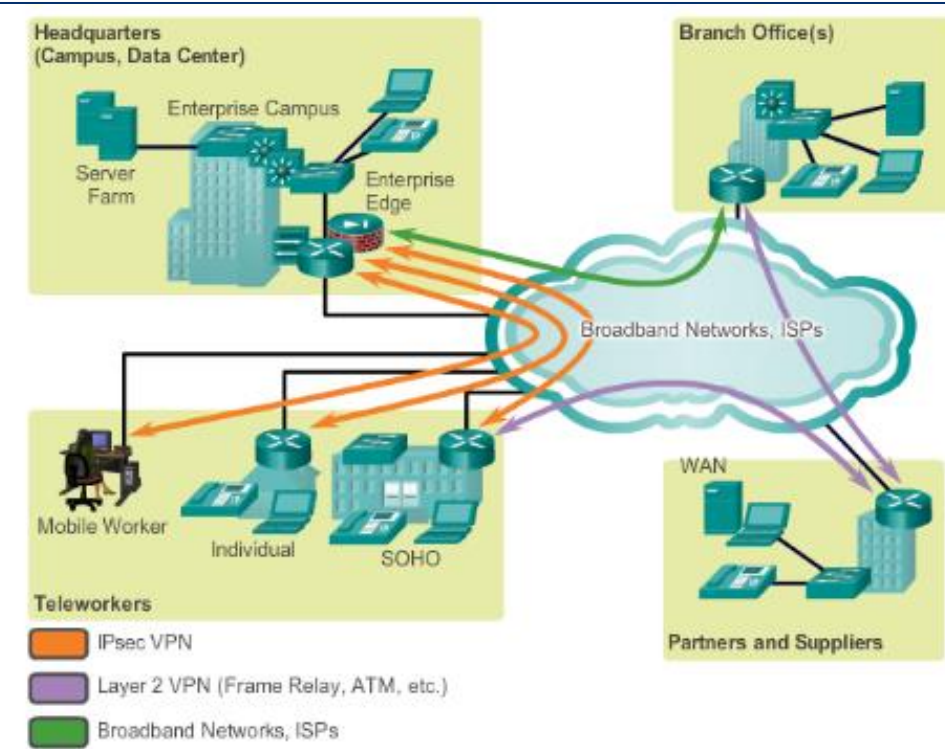 Headquarters
(Campus, Data Center)
Enterprise Campus
Server
Farm
Enterprise
Edge
Branch Office(s)
Broadband Networks, ISPs
Mobile Worker
Individual
SOHO
Teleworkers
WAN
Partners and Suppliers
IPsec VPN
Layer 2 VPN (Frame Relay, ATM, etc.)
Broadband Networks, ISPs